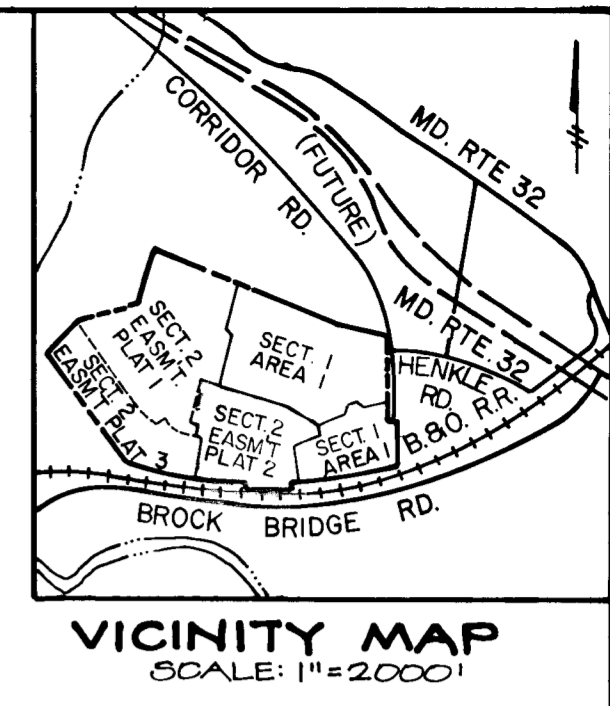 MD. RTE 32
CORRIDOR
RD.
(FUTURE)
MD. RTE. 32
SECT. 2
EASM'T.
PLAT 1
SECT. 1
AREA 1
HENKLES
RD.
SECT. 2
EASM'T PLAT 3
SECT. 2
EASM'T
PLAT 2
SECT. 1
AREA 1
B.&O. R.R.
BROCK BRIDGE RD.
VICINITY MAP
SCALE: 1"=2000'